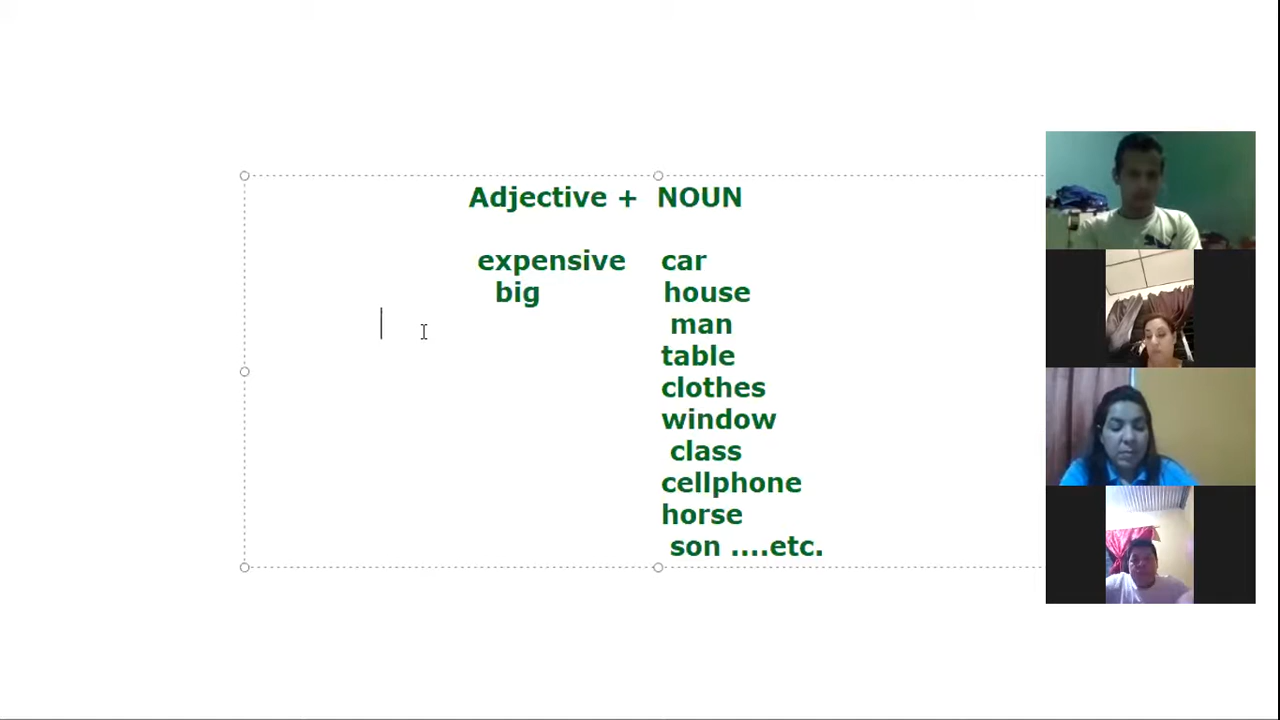 Adjective + NOUN
expensive car
big house
man
table
clothes
window
class
cellphone
horse
son ....etc.